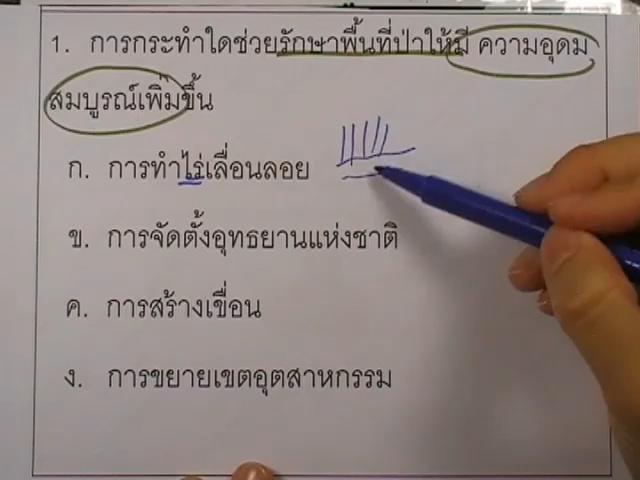 1. การกระทำใดช่วยรักษาพื้นที่ป่าให้มี ความอุดม
สมบูรณ์เพิ่มขึ้น
ก. การทำไร่เลื่อนลอย
ข. การจัดตั้งอุทยานแห่งชาติ
ค. การสร้างเขื่อน
ง. การขยายเขตอุตสาหกรรม